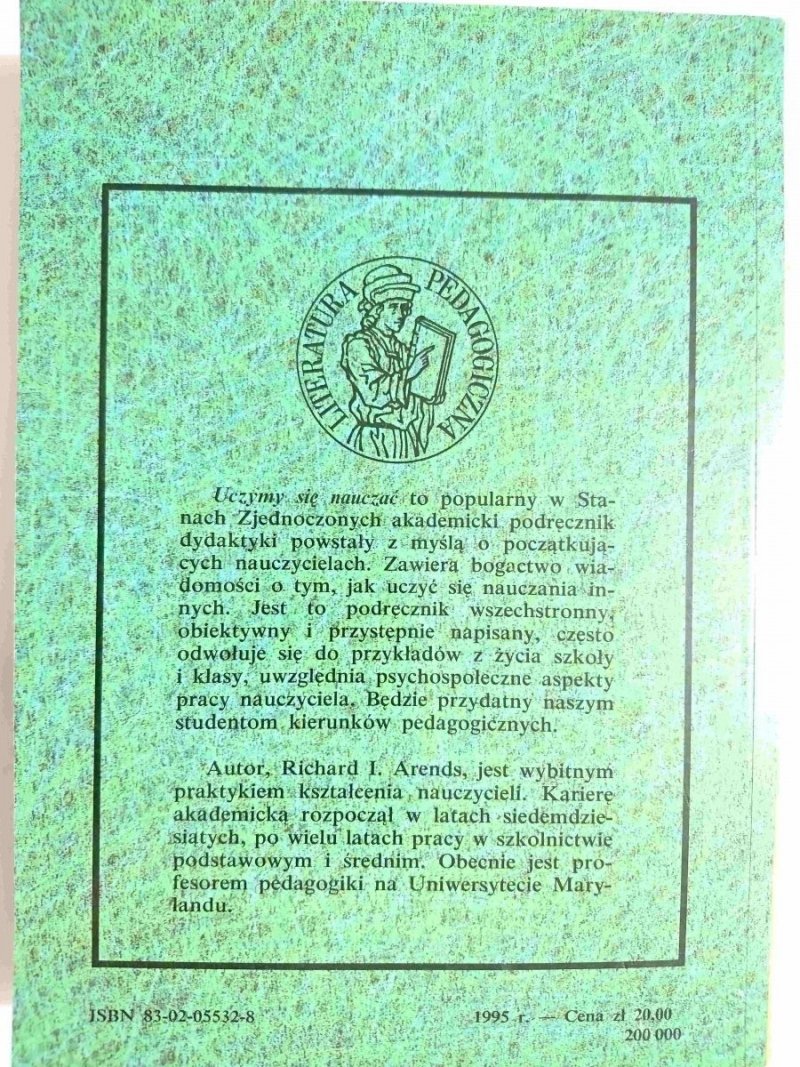 LITERATURA PEDAGOGICZNA
Uczymy się nauczać to popularny w Sta-
nach Zjednoczonych akademicki podręcznik
dydaktyki powstały z myślą o początkują-
cych nauczycielach. Zawiera bogactwo wia-
domości o tym, jak uczyć się nauczania in-
nych. Jest to podręcznik wszechstronny,
obiektywny i przystępnie napisany, często
odwołuje się do przykładów z życia szkoły
i klasy, uwzględnia psychospołeczne aspekty
pracy nauczyciela. Będzie przydatny naszym
studentom kierunków pedagogicznych.
Autor, Richard I. Arends, jest wybitnym
praktykiem kształcenia nauczycieli. Karierę
akademicką rozpoczął w latach siedemdzie-
siątych, po wielu latach pracy w szkolnictwie
podstawowym i średnim. Obecnie jest pro-
fesorem pedagogiki na Uniwersytecie Mary-
landu.
ISBN 83-02-05532-8
1995 r. — Cena zł 20,00
200 000